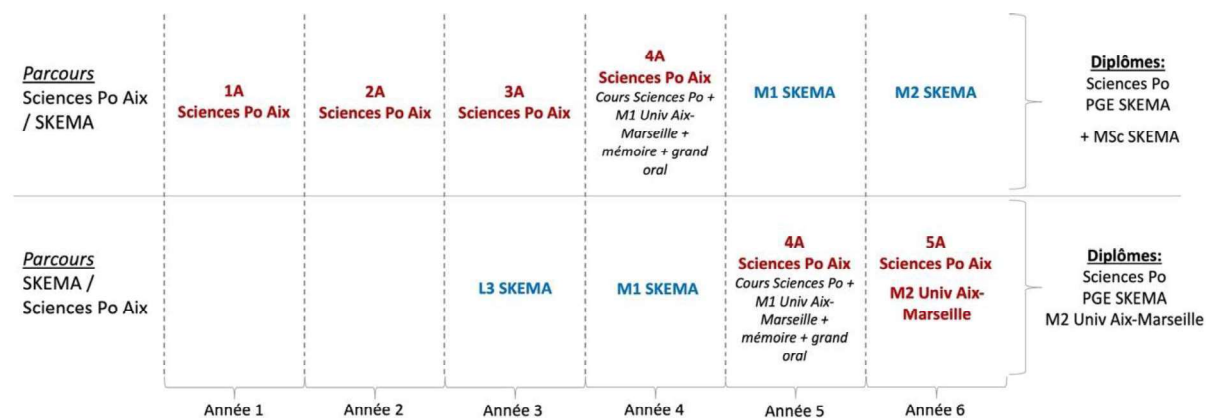 Parcours
Sciences Po Aix
/ SKEMA
1A
Sciences Po Aix
2A
Sciences Po Aix
3A
Sciences Po Aix
4A
Sciences Po Aix
Cours Sciences Po +
M1 Univ Aix-
Marseille +
mémoire + grand
oral
M1 SKEMA
M2 SKEMA
Diplômes:
Sciences Po
PGE SKEMA
+ MSc SKEMA
Parcours
SKEMA /
Sciences Po Aix
L3 SKEMA
M1 SKEMA
4A
Sciences Po Aix
Cours Sciences Po +
M1 Univ Aix-
Marseille +
mémoire + grand
oral
5A
Sciences Po Aix
M2 Univ Aix-
Marseille
Diplômes:
Sciences Po
PGE SKEMA
M2 Univ Aix-Marseille
Année 1
Année 2
Année 3
Année 4
Année 5
Année 6